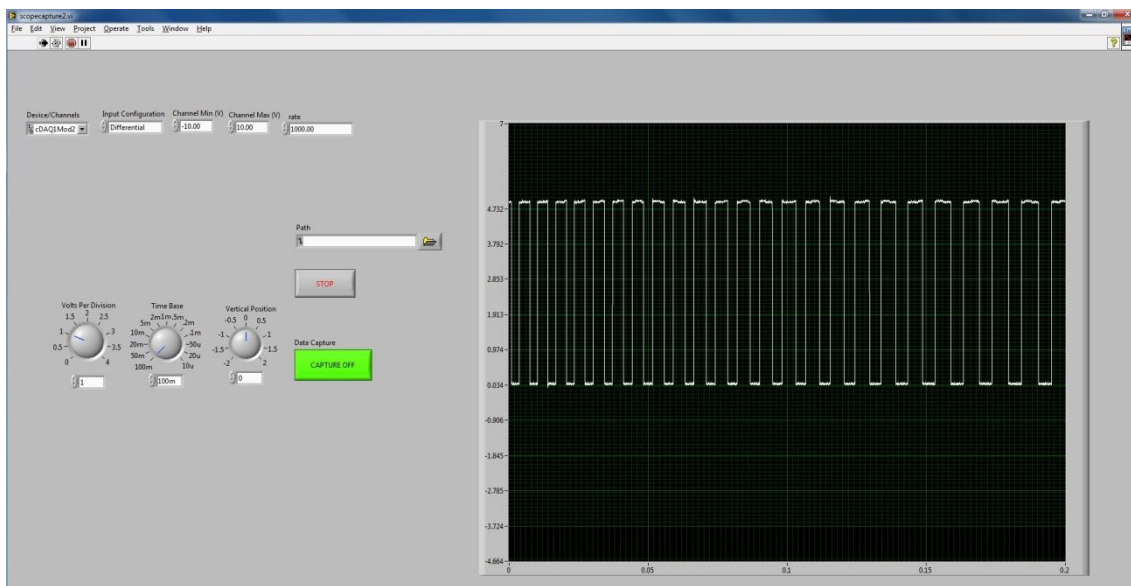 scopecapture2.vi
File Edit View Project Operate Tools Window Help
Device/Channels Input Configuration Channel Min (V) Channel Max (V) rate
cDAQ1Mod2 Differential -10.00 10.00 1000.00
Path
STOP
Volts Per Division
0 0.5 1 1.5 2 2.5 3 3.5 4
1
Time Base
100m 50m 20m 10m 5m 2m 1m .5m .2m .1m 50u 20u 10u
100m
Vertical Position
-2 -1.5 -1 -0.5 0 0.5 1 1.5 2
0
Data Capture
CAPTURE OFF
7
4.732
3.792
2.853
1.913
0.974
0.034
-0.906
-1.845
-2.785
-3.724
-4.664
0 0.05 0.1 0.15 0.2